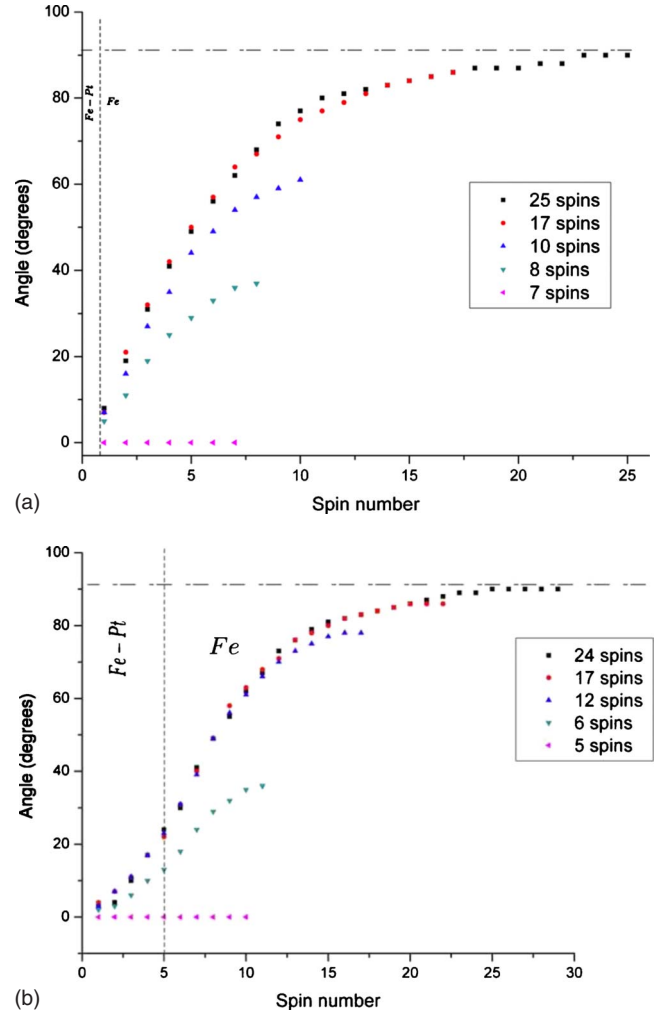 100
80
60
40
20
0
Angle (degrees)
Fe – Pt
Fe
25 spins
17 spins
10 spins
8 spins
7 spins
0 5 10 15 20 25
Spin number
(a)
100
80
60
40
20
0
Angle (degrees)
Fe – Pt
Fe
24 spins
17 spins
12 spins
6 spins
5 spins
0 5 10 15 20 25 30
Spin number
(b)